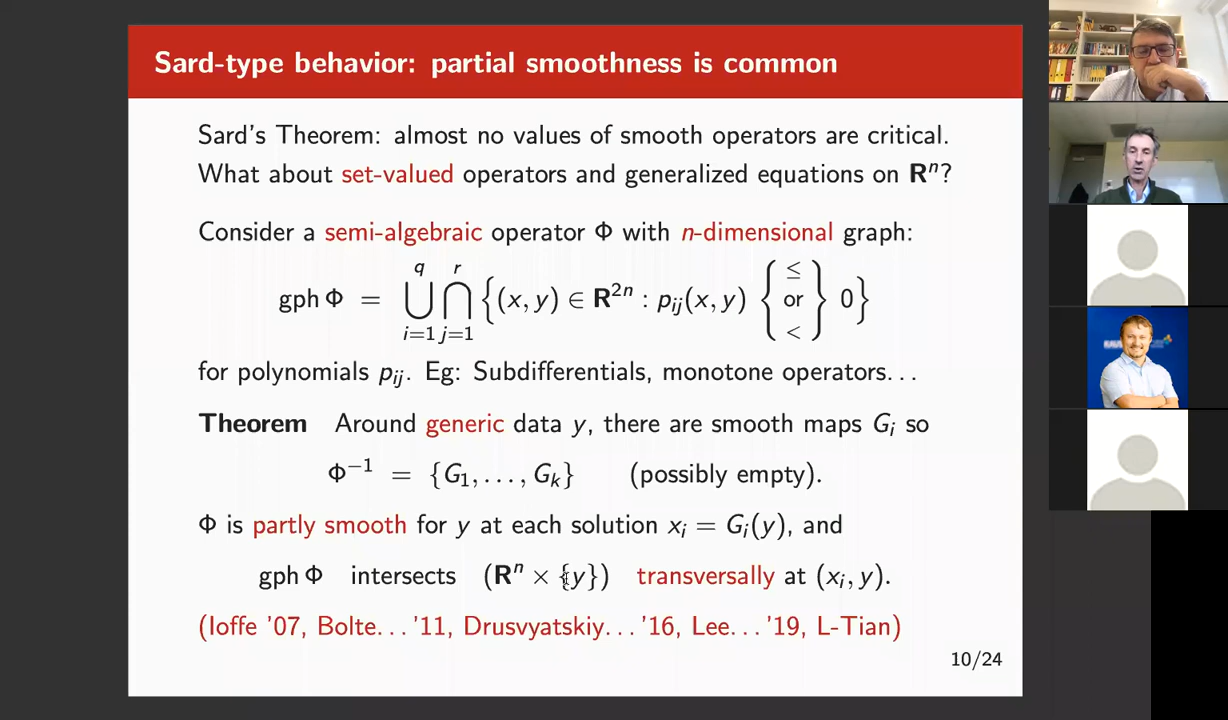 Sard-type behavior: partial smoothness is common
Sard's Theorem: almost no values of smooth operators are critical.
What about set-valued operators and generalized equations on Rⁿ?
Consider a semi-algebraic operator Φ with n-dimensional graph:
gph Φ = ⋃_{i=1}^{q} ⋂_{j=1}^{r} {(x, y) ∈ R²ⁿ : p_{ij}(x, y) {≤ or <} 0}
for polynomials p_{ij}. Eg: Subdifferentials, monotone operators...
Theorem Around generic data y, there are smooth maps G_i so
Φ⁻¹ = {G₁, ..., G_k} (possibly empty).
Φ is partly smooth for y at each solution x_i = G_i(y), and
gph Φ intersects (Rⁿ × {y}) transversally at (x_i, y).
(Ioffe '07, Bolte...'11, Drusvyatskiy...'16, Lee...'19, L-Tian)
10/24